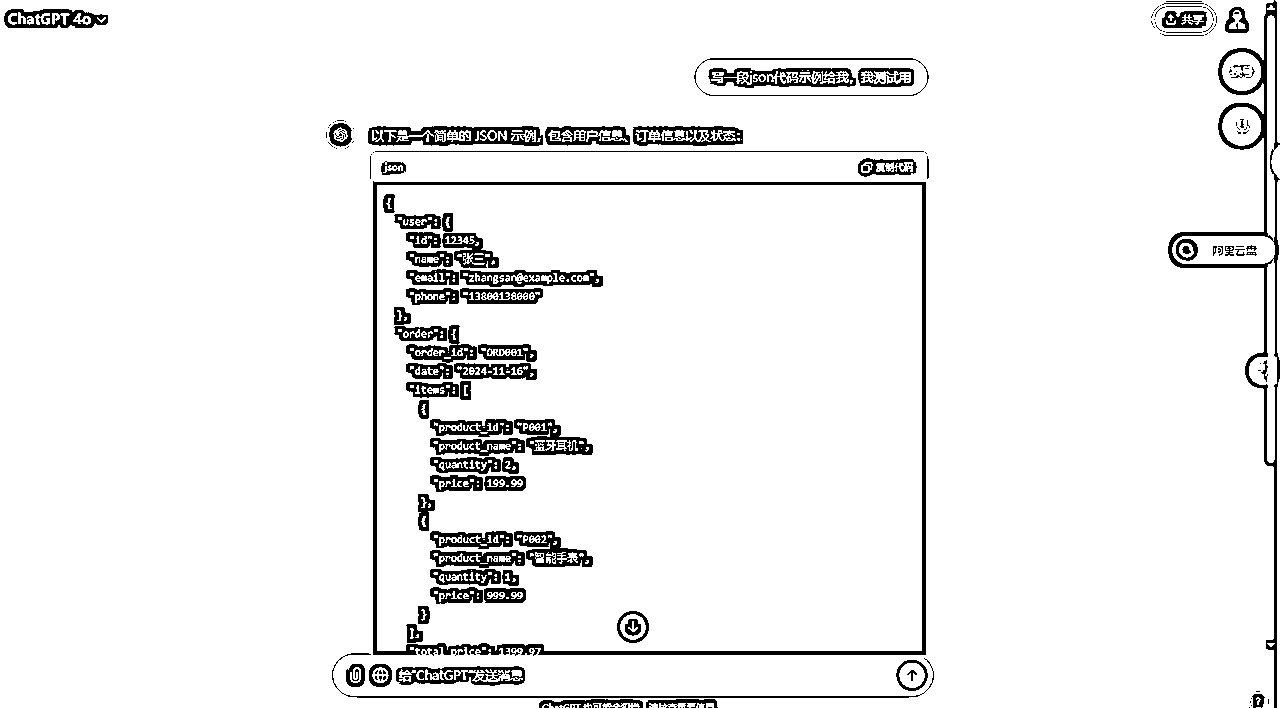 ChatGPT 4o
共享
写一段json代码示例给我，我测试用
以下是一个简单的 JSON 示例，包含用户信息、订单信息以及状态：
json
复制代码
{
"user": {
"id": 12345,
"name": "张三",
"email": "zhangsan@example.com",
"phone": "13800138000"
},
"order": {
"order_id": "ORD001",
"date": "2024-11-16",
"items": [
{
"product_id": "P001",
"product_name": "蓝牙耳机",
"quantity": 2,
"price": 199.99
},
{
"product_id": "P002",
"product_name": "智能手表",
"quantity": 1,
"price": 999.99
}
],
"total_price": 1399.97
阿里云盘
给"ChatGPT"发送消息
?